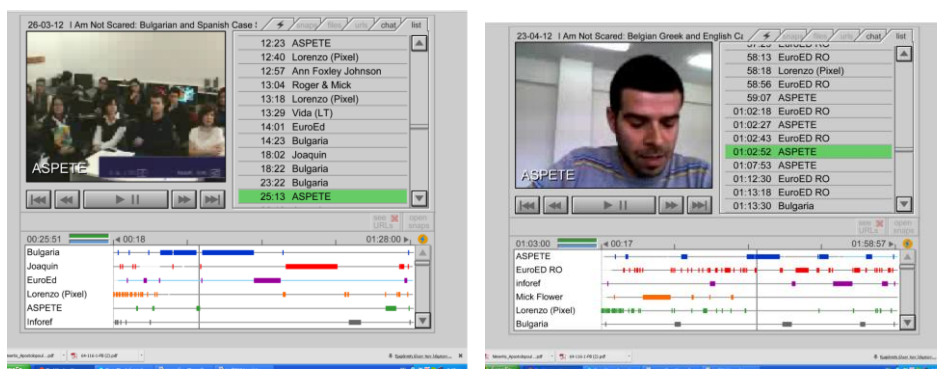 26-03-12 I Am Not Scared: Bulgarian and Spanish Case
snaps files urls chat list
12:23 ASPETE
12:40 Lorenzo (Pixel)
12:57 Ann Foxley Johnson
13:04 Roger & Mick
13:18 Lorenzo (Pixel)
13:29 Vida (LT)
14:01 EuroEd
14:23 Bulgaria
18:02 Joaquin
18:22 Bulgaria
23:22 Bulgaria
25:13 ASPETE
ASPETE
see URLs
open snaps
00:25:51
00:18
01:28:00
Bulgaria
Joaquin
EuroEd
Lorenzo (Pixel)
ASPETE
Inforef
23-04-12 I Am Not Scared: Belgian Greek and English Ca
snaps files urls chat list
EuroED RO
58:13 EuroED RO
58:18 Lorenzo (Pixel)
58:56 EuroED RO
59:07 ASPETE
01:02:18 EuroED RO
01:02:27 ASPETE
01:02:43 EuroED RO
01:02:52 ASPETE
01:07:53 ASPETE
01:12:30 EuroED RO
01:13:18 EuroED RO
01:13:30 Bulgaria
ASPETE
see URLs
open snaps
01:03:00
00:17
01:58:57
ASPETE
EuroED RO
inforef
Mick Flower
Lorenzo (Pixel)
Bulgaria